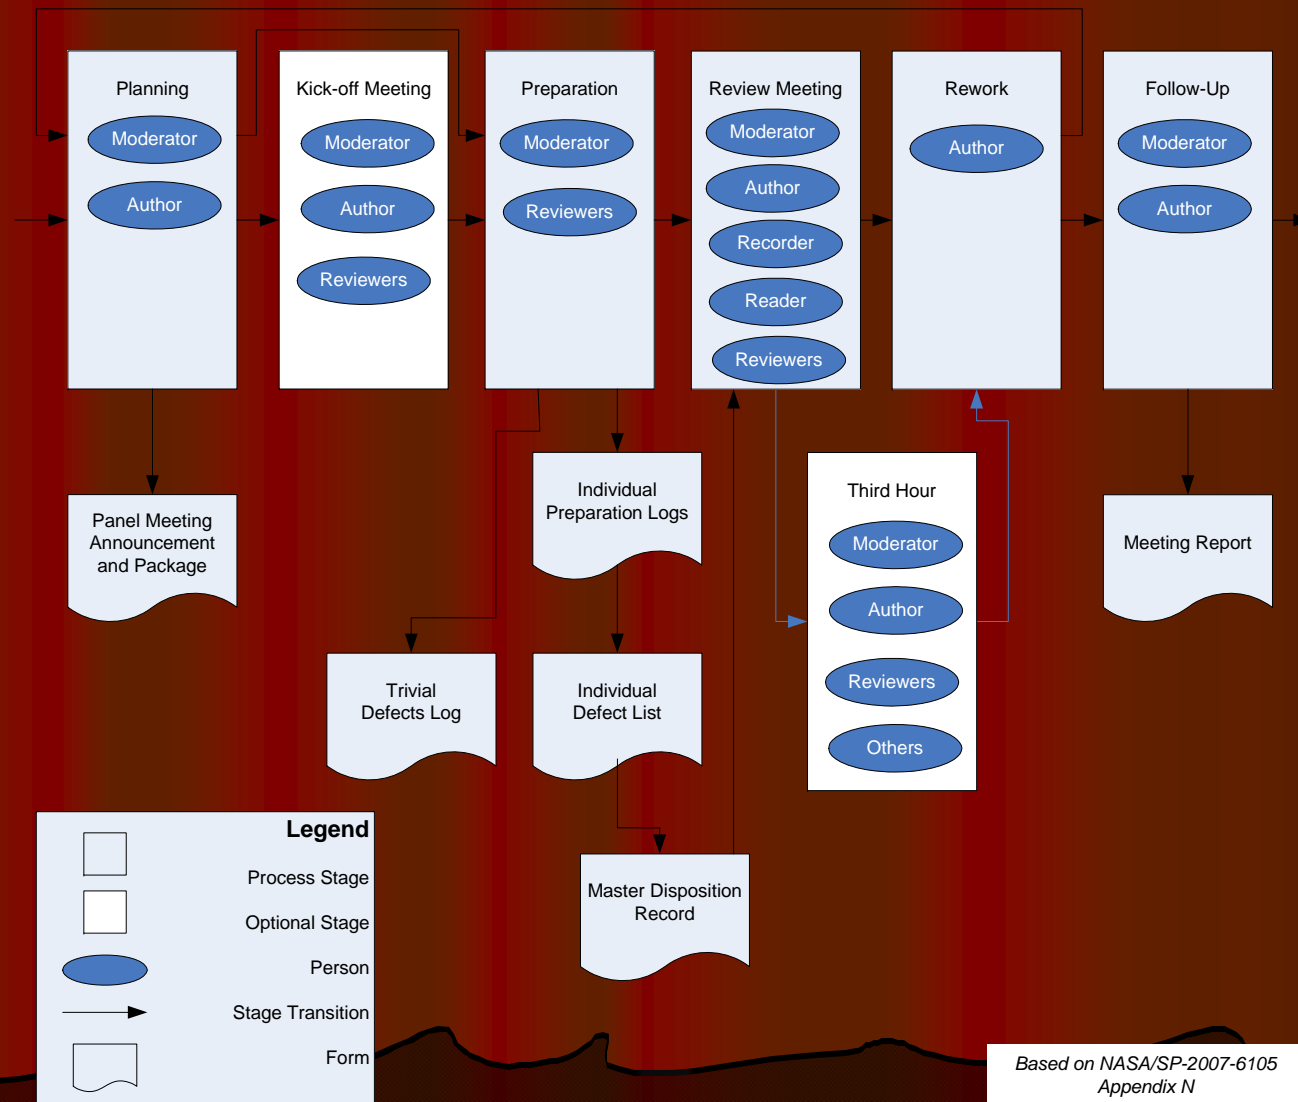 Planning
Moderator
Author
Kick-off Meeting
Moderator
Author
Reviewers
Preparation
Moderator
Reviewers
Review Meeting
Moderator
Author
Recorder
Reader
Reviewers
Rework
Author
Follow-Up
Moderator
Author
Panel Meeting
Announcement
and Package
Individual
Preparation Logs
Third Hour
Moderator
Author
Reviewers
Others
Meeting Report
Trivial
Defects Log
Individual
Defect List
Master Disposition
Record
Legend
Process Stage
Optional Stage
Person
Stage Transition
Form
Based on NASA/SP-2007-6105
Appendix N